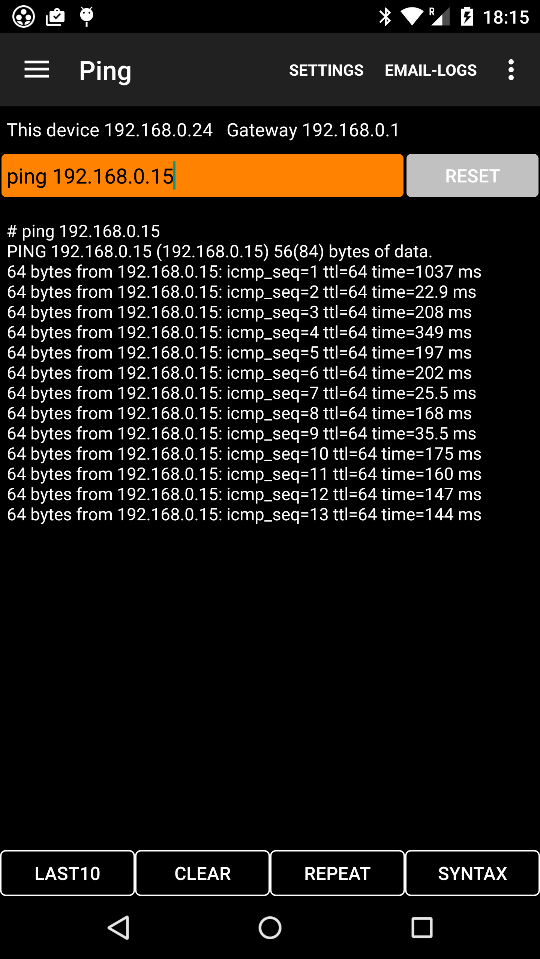 R 18:15
Ping SETTINGS EMAIL-LOGS
This device 192.168.0.24 Gateway 192.168.0.1
ping 192.168.0.15 RESET
# ping 192.168.0.15
PING 192.168.0.15 (192.168.0.15) 56(84) bytes of data.
64 bytes from 192.168.0.15: icmp_seq=1 ttl=64 time=1037 ms
64 bytes from 192.168.0.15: icmp_seq=2 ttl=64 time=22.9 ms
64 bytes from 192.168.0.15: icmp_seq=3 ttl=64 time=208 ms
64 bytes from 192.168.0.15: icmp_seq=4 ttl=64 time=349 ms
64 bytes from 192.168.0.15: icmp_seq=5 ttl=64 time=197 ms
64 bytes from 192.168.0.15: icmp_seq=6 ttl=64 time=202 ms
64 bytes from 192.168.0.15: icmp_seq=7 ttl=64 time=25.5 ms
64 bytes from 192.168.0.15: icmp_seq=8 ttl=64 time=168 ms
64 bytes from 192.168.0.15: icmp_seq=9 ttl=64 time=35.5 ms
64 bytes from 192.168.0.15: icmp_seq=10 ttl=64 time=175 ms
64 bytes from 192.168.0.15: icmp_seq=11 ttl=64 time=160 ms
64 bytes from 192.168.0.15: icmp_seq=12 ttl=64 time=147 ms
64 bytes from 192.168.0.15: icmp_seq=13 ttl=64 time=144 ms
LAST10 CLEAR REPEAT SYNTAX